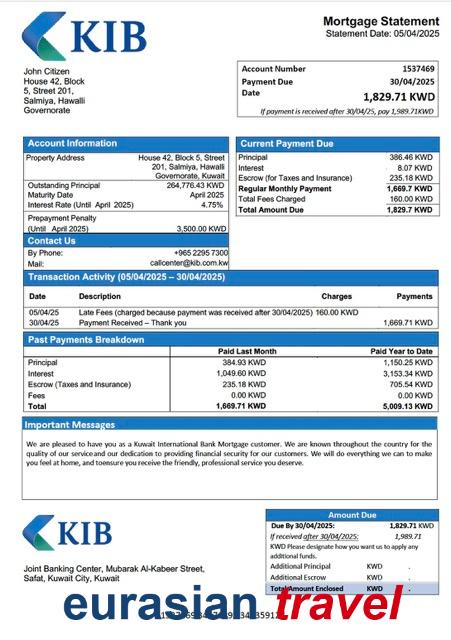 KIB
Mortgage Statement
Statement Date: 05/04/2025
John Citizen
House 42, Block
5, Street 201,
Salmiya, Hawalli
Governorate
Account Number 1537469
Payment Due 30/04/2025
Date
1,829.71 KWD
If payment is received after 30/04/25, pay 1,989.71KWD
Account Information
Property Address House 42, Block 5, Street
201, Salmiya, Hawalli
Governorate, Kuwait
Outstanding Principal 264,776.43 KWD
Maturity Date April 2025
Interest Rate (Until April 2025) 4.75%
Prepayment Penalty
(Until April 2025) 3,500.00 KWD
Contact Us
By Phone: +965 2295 7300
Mail: callcenter@kib.com.kw
Current Payment Due
Principal 386.46 KWD
Interest 8.07 KWD
Escrow (for Taxes and Insurance) 235.18 KWD
Regular Monthly Payment 1,669.7 KWD
Total Fees Charged 160.00 KWD
Total Amount Due 1,829.7 KWD
Transaction Activity (05/04/2025 – 30/04/2025)
Date Description Charges Payments
05/04/25 Late Fees (charged because payment was received after 30/04/2025) 160.00 KWD
30/04/25 Payment Received – Thank you 1,669.71 KWD
Past Payments Breakdown
Paid Last Month Paid Year to Date
Principal 384.93 KWD 1,150.25 KWD
Interest 1,049.60 KWD 3,153.34 KWD
Escrow (Taxes and Insurance) 235.18 KWD 705.54 KWD
Fees 0.00 KWD 0.00 KWD
Total 1,669.71 KWD 5,009.13 KWD
Important Messages
We are pleased to have you as a Kuwait International Bank Mortgage customer. We are known throughout the country for the
quality of our service and our dedication to providing financial security for our customers. We will do everything we can to make
you feel at home, and toensure you receive the friendly, professional service you deserve.
KIB
Joint Banking Center, Mubarak Al-Kabeer Street,
Safat, Kuwait City, Kuwait
Amount Due
Due By 30/04/2025: 1,829.71 KWD
If received after 30/04/2025: 1,989.71
KWD Please designate how you want us to apply any
additional funds.
Additional Principal KWD .
Additional Escrow KWD .
Total Amount Enclosed KWD .
eurasian travel